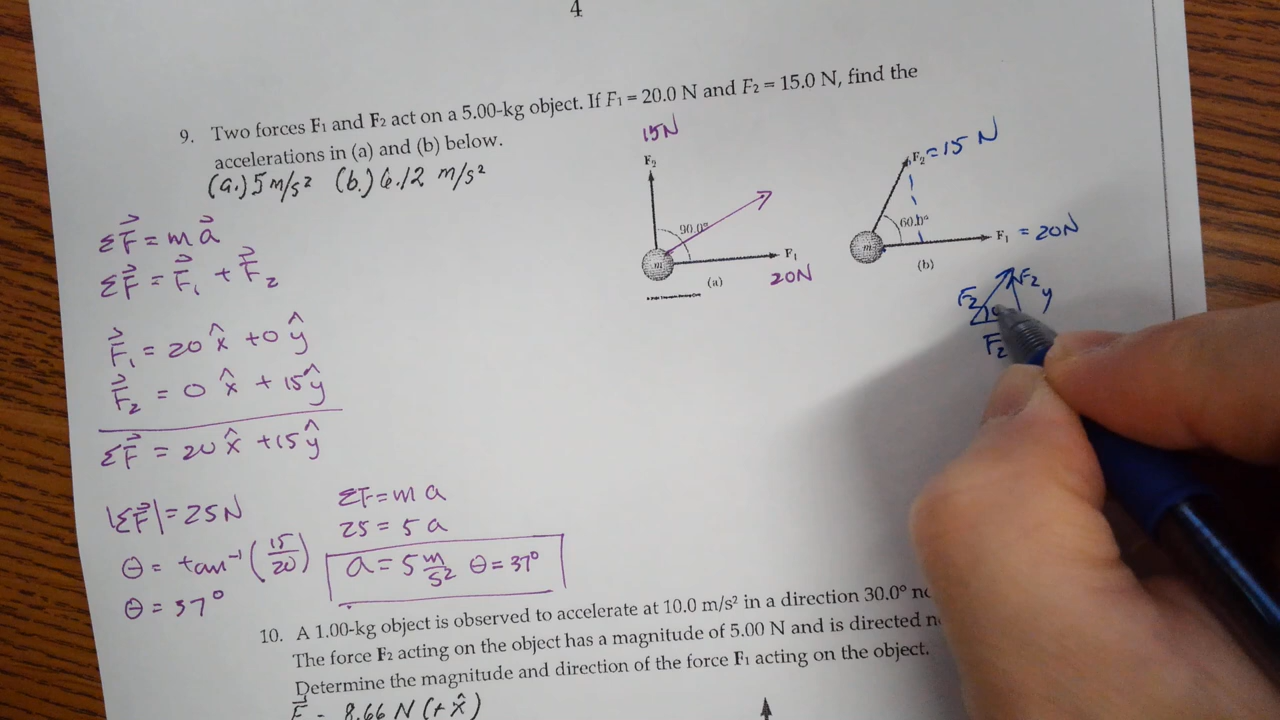 4
9. Two forces F₁ and F₂ act on a 5.00-kg object. If F₁ = 20.0 N and F₂ = 15.0 N, find the
accelerations in (a) and (b) below.
(a.) 5 m/s² (b.) 6.12 m/s²
15N
F₂
90.0°
m
F₁
20N
(a)
F₂ = 15 N
60.0°
m
F₁ = 20N
(b)
F₂
F₂ y
F₂
ΣF⃗ = m a⃗
ΣF⃗ = F⃗₁ + F⃗₂
F⃗₁ = 20 x̂ + 0 ŷ
F⃗₂ = 0 x̂ + 15 ŷ
ΣF⃗ = 20 x̂ + 15 ŷ
|ΣF⃗| = 25N
θ = tan⁻¹ (15/20)
θ = 37°
ΣF = m a
25 = 5 a
a = 5 m/s² θ = 37°
10. A 1.00-kg object is observed to accelerate at 10.0 m/s² in a direction 30.0°
The force F₂ acting on the object has a magnitude of 5.00 N and is directed
Determine the magnitude and direction of the force F₁ acting on the object.
F⃗ = 8.66 N (+x̂)